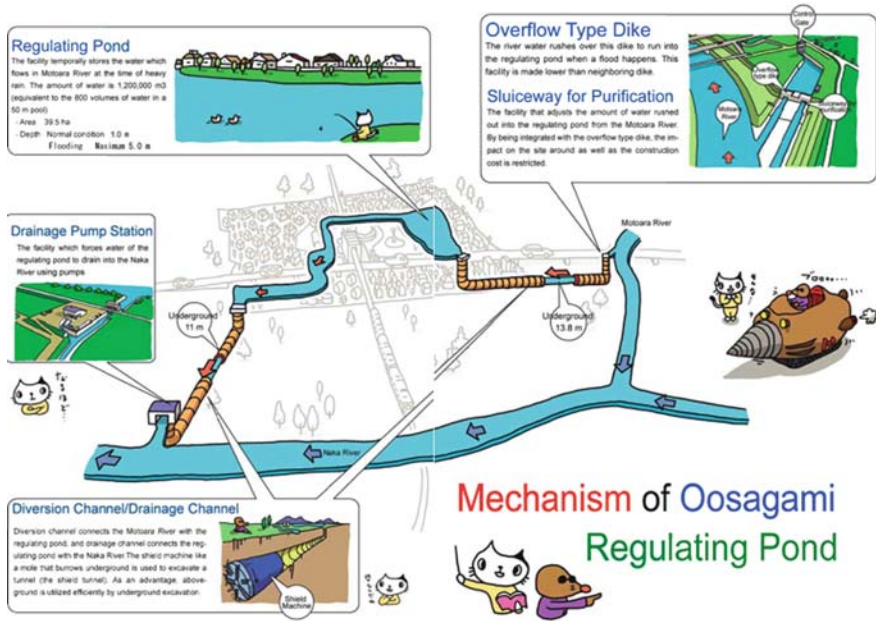 Regulating Pond
The facility temporally stores the water which
flows in Motoara River at the time of heavy
rain. The amount of water is 1,200,000 m3
(equivalent to the 800 volumes of water in a
50 m pool)
- Area 39.5 ha
- Depth Normal condition 1.0 m
Flooding Maximum 5.0 m
Overflow Type Dike
The river water rushes over this dike to run into
the regulating pond when a flood happens. This
facility is made lower than neighboring dike.
Sluiceway for Purification
The facility that adjusts the amount of water rushed
out into the regulating pond from the Motoara River.
By being integrated with the overflow type dike, the im-
pact on the site around as well as the construction
cost is restricted.
Control
Gate
Overflow
type dike
Motoara
River
Sluiceway for
purification
Drainage Pump Station
The facility which forces water of the
regulating pond to drain into the Naka
River using pumps
Motoara River
Underground
11 m
Underground
13.8 m
なるほど
Naka River
Diversion Channel/Drainage Channel
Diversion channel connects the Motoara River with the
regulating pond, and drainage channel connects the reg-
ulating pond with the Naka River The shield machine like
a mole that burrows underground is used to excavate a
tunnel (the shield tunnel). As an advantage, above-
ground is utilized efficiently by underground excavation
Shield
Machine
Mechanism of Oosagami
Regulating Pond